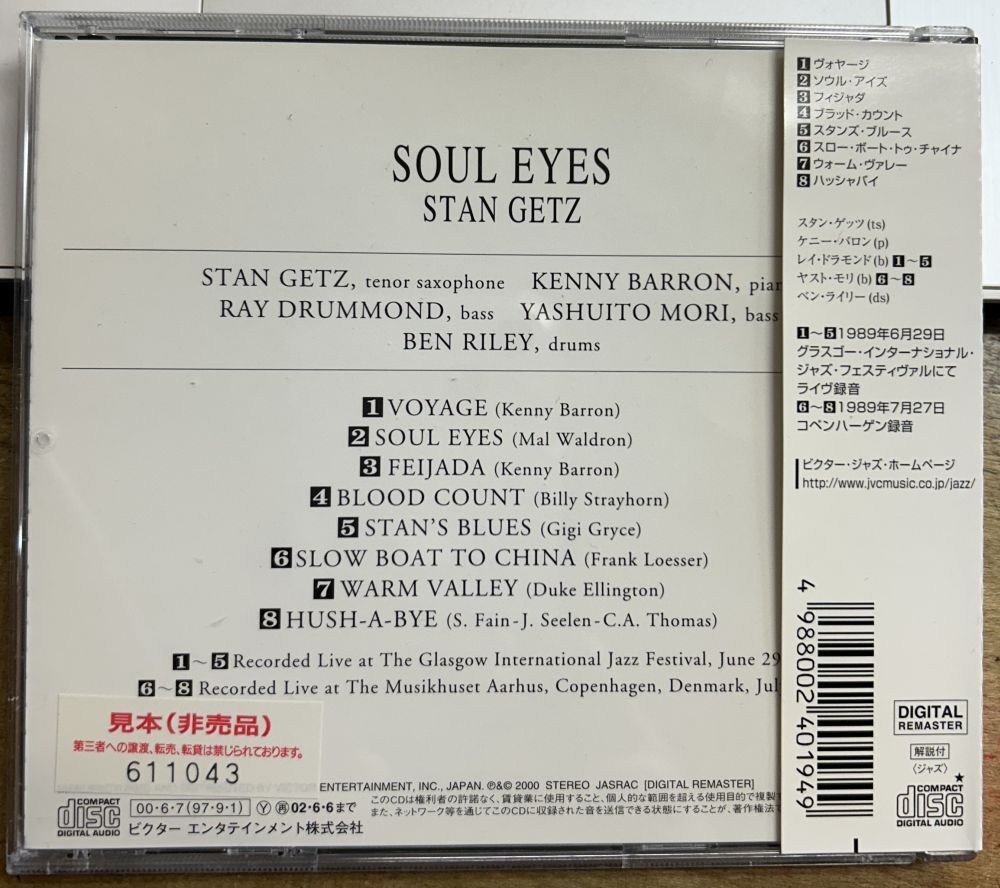 SOUL EYES
STAN GETZ
STAN GETZ, tenor saxophone KENNY BARRON,
RAY DRUMMOND, bass YASHUITO MORI, bass
BEN RILEY, drums
1 VOYAGE (Kenny Barron)
2 SOUL EYES (Mal Waldron)
3 FEIJADA (Kenny Barron)
4 BLOOD COUNT (Billy Strayhorn)
5 STAN'S BLUES (Gigi Gryce)
6 SLOW BOAT TO CHINA (Frank Loesser)
7 WARM VALLEY (Duke Ellington)
8 HUSH-A-BYE (S. Fain-J. Seelen-C.A. Thomas)
1～5 Recorded Live at The Glasgow International Jazz Festival, June 29
6～8 Recorded Live at The Musikhuset Aarhus, Copenhagen, Denmark,
見本(非売品)
第三者への譲渡、転売、転貸は禁じられております。
611043
ENTERTAINMENT, INC., JAPAN. ℗&© 2000 STEREO JASRAC [DIGITAL REMASTER]
COMPACT
disc
DIGITAL AUDIO
00・6・7(97・9・1) Ⓨ 再 02・6・6まで
ビクター エンタテインメント株式会社
このCDは権利者の許諾なく、賃貸業に使用すること、個人的な範囲を超える使用目的で複製す
また、ネットワーク等を通じてこのCDに収録された音を送信できる状態にすることが、著作権法で
1 ヴォヤージ
2 ソウル・アイズ
3 フィジャダ
4 ブラッド・カウント
5 スタンズ・ブルース
6 スロー・ボート・トゥ・チャイナ
7 ウォーム・ヴァレー
8 ハッシャバイ
スタン・ゲッツ(ts)
ケニー・バロン(p)
レイ・ドラモンド(b) 1～5
ヤスト・モリ(b) 6～8
ベン・ライリー(ds)
1～5 1989年6月29日
グラスゴー・インターナショナル・
ジャズ・フェスティヴァルにて
ライヴ録音
6～8 1989年7月27日
コペンハーゲン録音
ビクター・ジャズ・ホームページ
http://www.jvcmusic.co.jp/jazz/
4 988002 401949
DIGITAL
REMASTER
解説付
〈ジャズ〉
★
COMPACT
disc
DIGITAL AUDIO